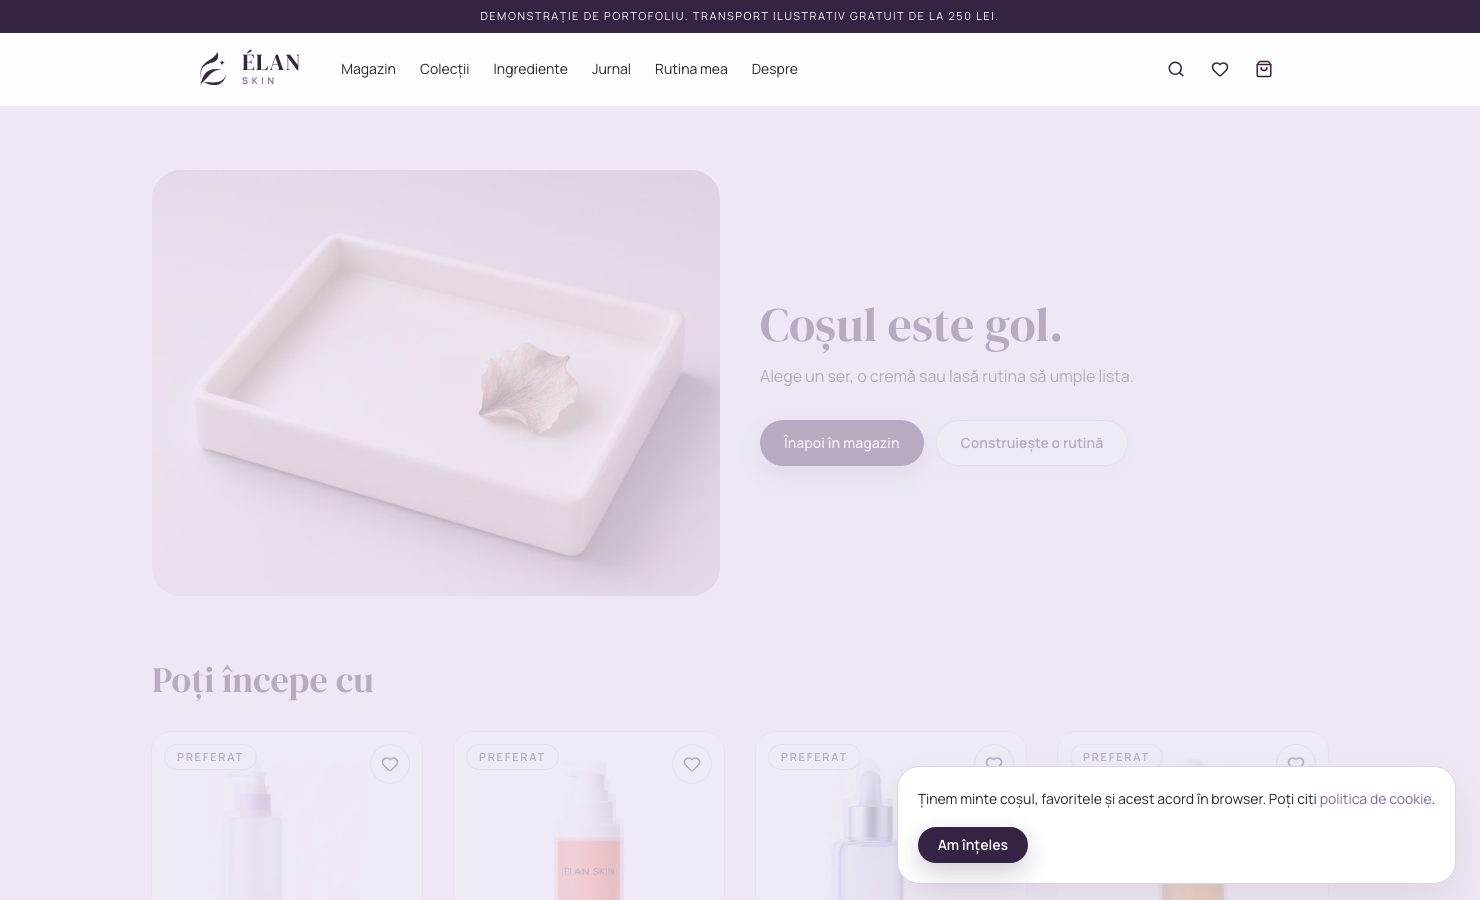 DEMONSTRAȚIE DE PORTOFOLIU. TRANSPORT ILUSTRATIV GRATUIT DE LA 250 LEI.
ÉLAN
SKIN
Magazin Colecții Ingrediente Jurnal Rutina mea Despre
Coșul este gol.
Alege un ser, o cremă sau lasă rutina să umple lista.
Înapoi în magazin Construiește o rutină
Poți începe cu
PREFERAT PREFERAT PREFERAT PREFERAT
ÉLAN SKIN
Ținem minte coșul, favoritele și acest acord în browser. Poți citi politica de cookie.
Am înțeles